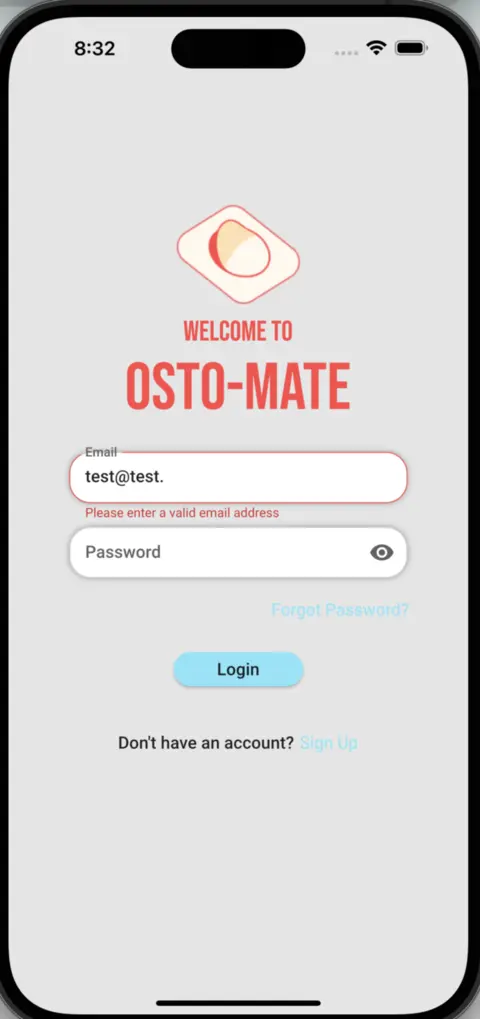 8:32
WELCOME TO
OSTO-MATE
Email
test@test.
Please enter a valid email address
Password
Forgot Password?
Login
Don't have an account? Sign Up